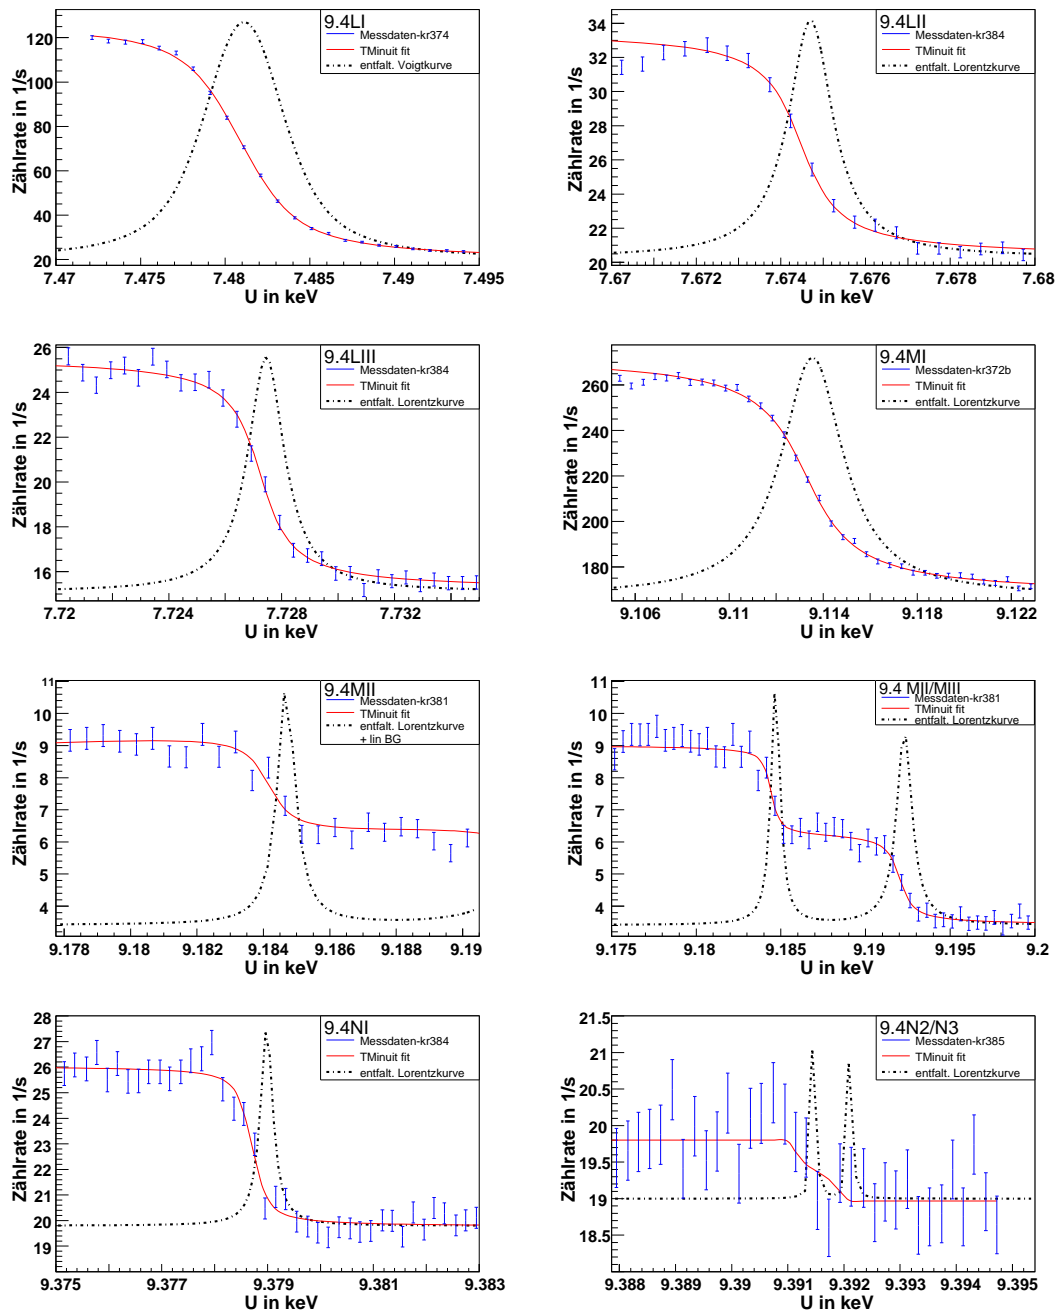 9.4LI
Messdaten-kr374
TMinuit fit
entfalt. Voigtkurve
Zählrate in 1/s
120
100
80
60
40
20
7.47 7.475 7.48 7.485 7.49 7.495
U in keV
9.4LII
Messdaten-kr384
TMinuit fit
entfalt. Lorentzkurve
Zählrate in 1/s
34
32
30
28
26
24
22
20
7.67 7.672 7.674 7.676 7.678 7.68
U in keV
9.4LIII
Messdaten-kr384
TMinuit fit
entfalt. Lorentzkurve
Zählrate in 1/s
26
24
22
20
18
16
7.72 7.724 7.728 7.732
U in keV
9.4MI
Messdaten-kr372b
TMinuit fit
entfalt. Lorentzkurve
Zählrate in 1/s
260
220
200
180
9.106 9.11 9.114 9.118 9.122
U in keV
9.4MII
Messdaten-kr381
TMinuit fit
entfalt. Lorentzkurve
+ lin BG
Zählrate in 1/s
11
10
9
8
7
6
5
4
9.178 9.18 9.182 9.184 9.186 9.188 9.19
U in keV
9.4 MII/MIII
Messdaten-kr381
TMinuit fit
entfalt. Lorentzkurve
Zählrate in 1/s
11
10
9
8
7
6
5
4
9.175 9.18 9.185 9.19 9.195 9.2
U in keV
9.4NI
Messdaten-kr384
TMinuit fit
entfalt. Lorentzkurve
Zählrate in 1/s
28
27
26
25
24
23
22
21
20
19
9.375 9.377 9.379 9.381 9.383
U in keV
9.4N2/N3
Messdaten-kr385
TMinuit fit
entfalt. Lorentzkurve
Zählrate in 1/s
21.5
21
20.5
20
19.5
19
18.5
9.388 9.389 9.39 9.391 9.392 9.393 9.394 9.395
U in keV